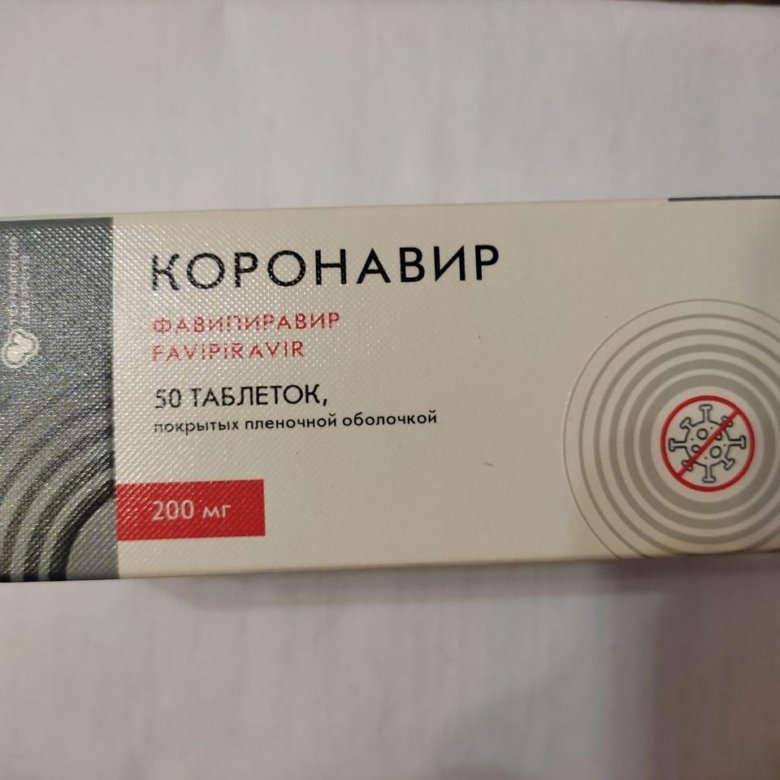 КОРОНАВИР
ФАВИПИРАВИР
FAVIPIRAVIR
50 ТАБЛЕТОК,
покрытых пленочной оболочкой
200 мг